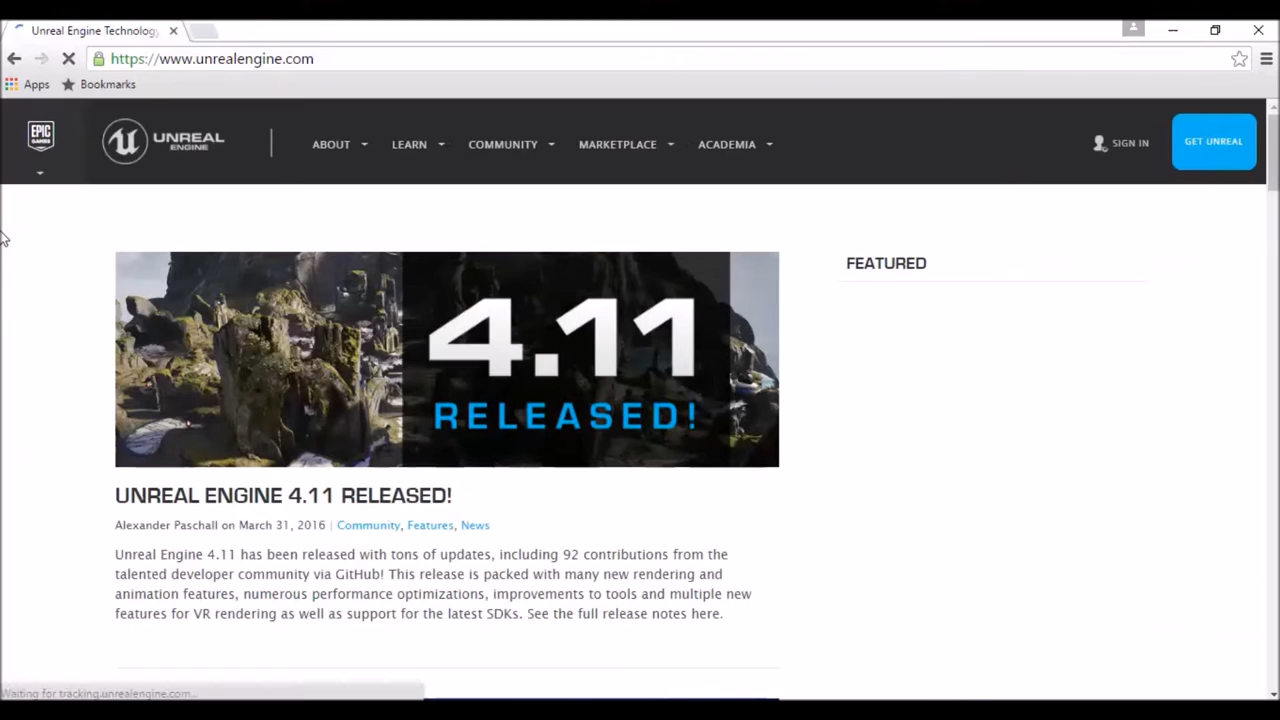 Unreal Engine Technology
https://www.unrealengine.com
Apps Bookmarks
EPIC GAMES
UNREAL ENGINE
ABOUT LEARN COMMUNITY MARKETPLACE ACADEMIA
SIGN IN
GET UNREAL
4.11
RELEASED!
FEATURED
UNREAL ENGINE 4.11 RELEASED!
Alexander Paschall on March 31, 2016 | Community, Features, News
Unreal Engine 4.11 has been released with tons of updates, including 92 contributions from the
talented developer community via GitHub! This release is packed with many new rendering and
animation features, numerous performance optimizations, improvements to tools and multiple new
features for VR rendering as well as support for the latest SDKs. See the full release notes here.
Waiting for tracking.unrealengine.com...